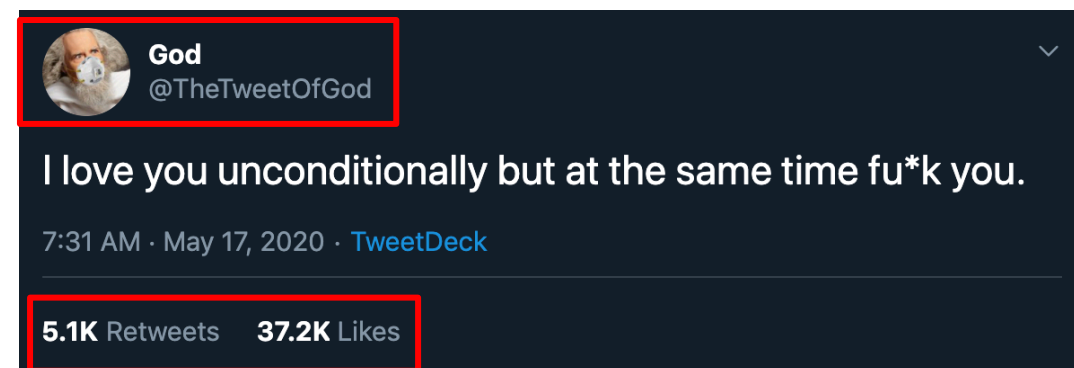 God
@TheTweetOfGod
I love you unconditionally but at the same time fu*k you.
7:31 AM · May 17, 2020 · TweetDeck
5.1K Retweets 37.2K Likes